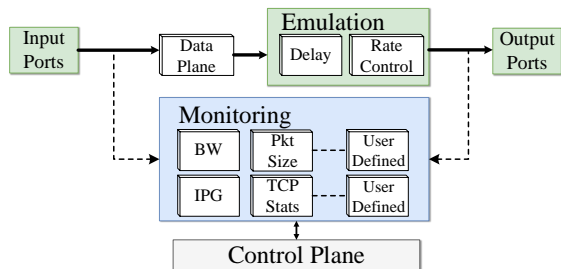 Emulation
Input
Ports
Data
Plane
Delay
Rate
Control
Output
Ports
Monitoring
BW
Pkt
Size
User
Defined
IPG
TCP
Stats
User
Defined
Control Plane